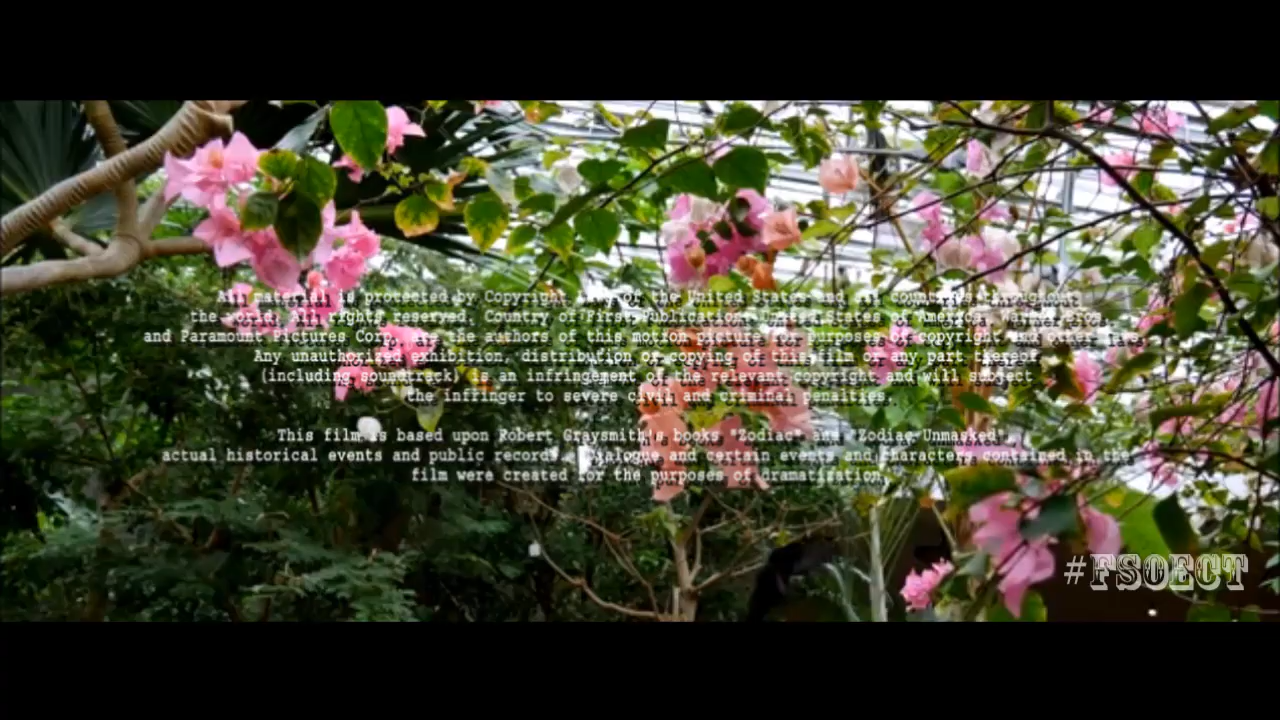 All material is protected by Copyright Laws of the United States and all countries throughout
the world. All rights reserved. Country of First Publication: United States of America. Warner Bros.
and Paramount Pictures Corp. are the authors of this motion picture for purposes of copyright and other laws.
Any unauthorized exhibition, distribution or copying of this film or any part thereof
(including soundtrack) is an infringement of the relevant copyright and will subject
the infringer to severe civil and criminal penalties.
This film is based upon Robert Graysmith's books "Zodiac" and "Zodiac Unmasked",
actual historical events and public records. Dialogue and certain events and characters contained in the
film were created for the purposes of dramatization.
#FSOECT